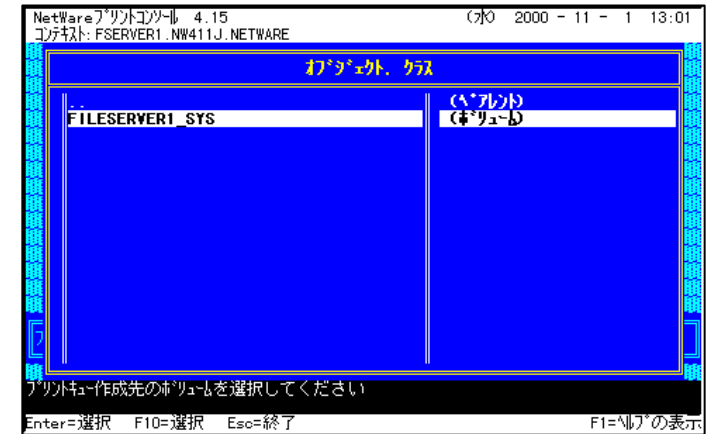 NetWareﾌﾟﾘﾝﾄｺﾝｿｰﾙ 4.15 (水) 2000 - 11 - 1 13:01
ｺﾝﾃｷｽﾄ: FSERVER1.NW411J.NETWARE
ｵﾌﾞｼﾞｪｸﾄ. ｸﾗｽ
.. (ﾍﾟｱﾚﾝﾄ)
FILESERVER1_SYS (ﾎﾞﾘｭｰﾑ)
ﾌﾟﾘﾝﾄｷｭｰ作成先のﾎﾞﾘｭｰﾑを選択してください
Enter=選択 F10=選択 Esc=終了 F1=ﾍﾙﾌﾟの表示